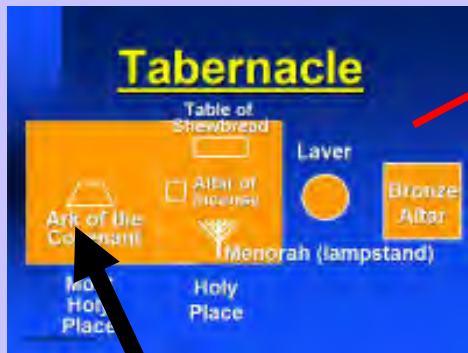 Tabernacle
Table of
Shewbread
Laver
Altar of
Incense
Bronze
Altar
Ark of the
Covenant
Menorah (lampstand)
Most
Holy
Place
Holy
Place